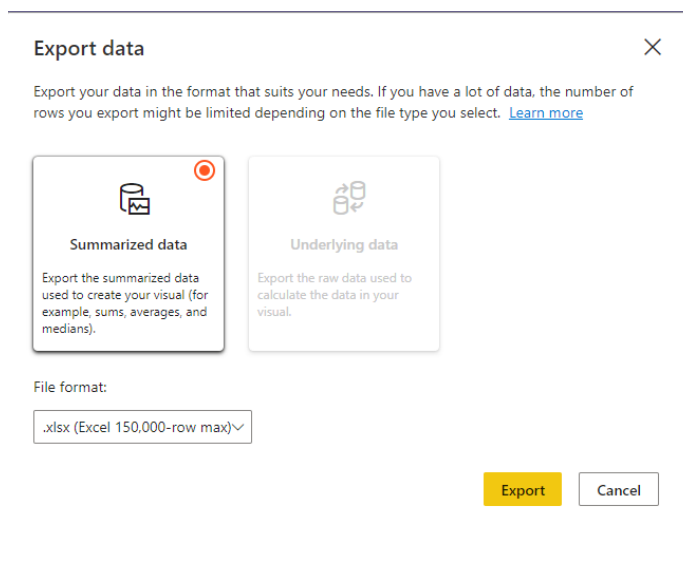 Export data
Export your data in the format that suits your needs. If you have a lot of data, the number of
rows you export might be limited depending on the file type you select. Learn more
Summarized data
Export the summarized data
used to create your visual (for
example, sums, averages, and
medians).
Underlying data
Export the raw data used to
calculate the data in your
visual.
File format:
.xlsx (Excel 150,000-row max)
Export
Cancel